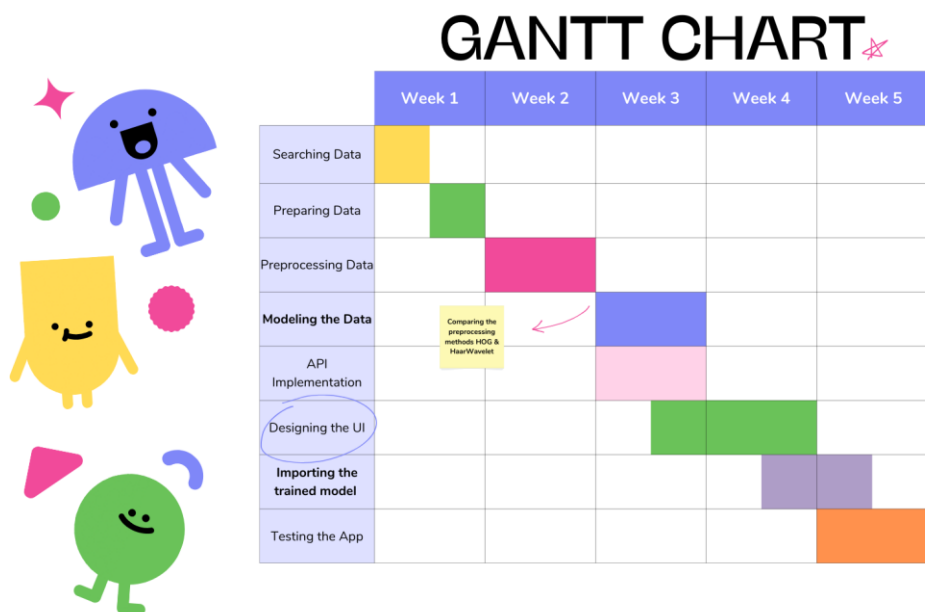 GANTT CHART
Week 1
Week 2
Week 3
Week 4
Week 5
Searching Data
Preparing Data
Preprocessing Data
Modeling the Data
Comparing the
preprocessing
methods HOG &
HaarWavelet
API
Implementation
Designing the UI
Importing the
trained model
Testing the App